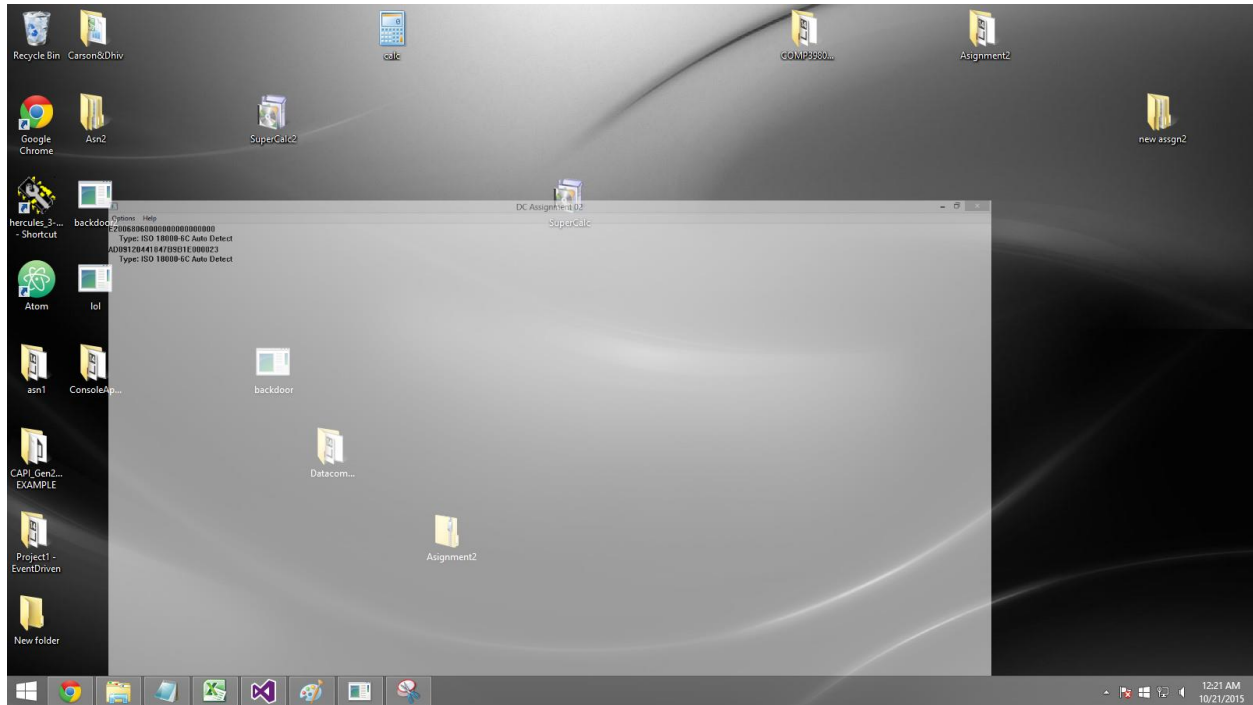 Recycle Bin
Carson&Dhiv
calc
COMP3980...
Asignment2
Google
Chrome
Asn2
SuperCalc2
new assgn2
hercules_3-...
- Shortcut
backdoor
SuperCalc
DC Assignment 02
Options Help
E20068060000000000000000
Type: ISO 18000-6C Auto Detect
AD09120441847B9B1E000023
Type: ISO 18000-6C Auto Detect
Atom
lol
asn1
ConsoleAp...
backdoor
CAPI_Gen2...
EXAMPLE
Datacom...
Project1 -
EventDriven
Asignment2
New folder
12:21 AM
10/21/2015